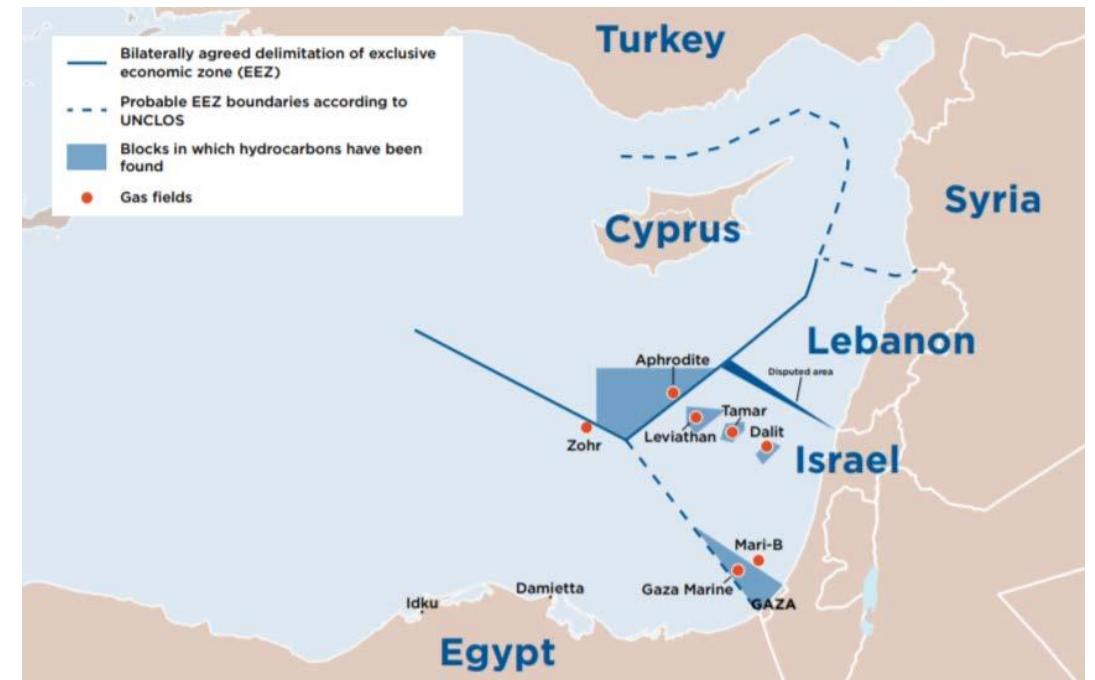 Bilaterally agreed delimitation of exclusive
economic zone (EEZ)
Probable EEZ boundaries according to
UNCLOS
Blocks in which hydrocarbons have been
found
Gas fields
Turkey
Syria
Cyprus
Lebanon
Aphrodite
Disputed area
Tamar
Leviathan
Dalit
Zohr
Israel
Mari-B
Gaza Marine
GAZA
Damietta
Idku
Egypt